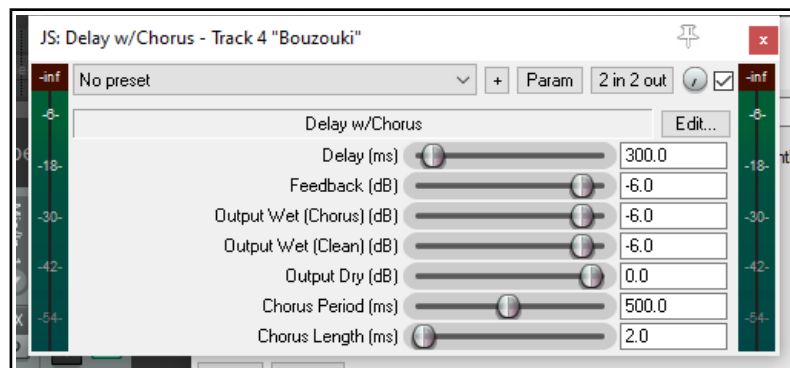 JS: Delay w/Chorus - Track 4 "Bouzouki"
x
-inf No preset + Param 2 in 2 out -inf
-6- Delay w/Chorus Edit... -6-
Delay (ms) 300.0
-18- -18-
Feedback (dB) -6.0
-30- Output Wet (Chorus) (dB) -6.0 -30-
Output Wet (Clean) (dB) -6.0
-42- Output Dry (dB) 0.0 -42-
Chorus Period (ms) 500.0
-54- -54-
Chorus Length (ms) 2.0